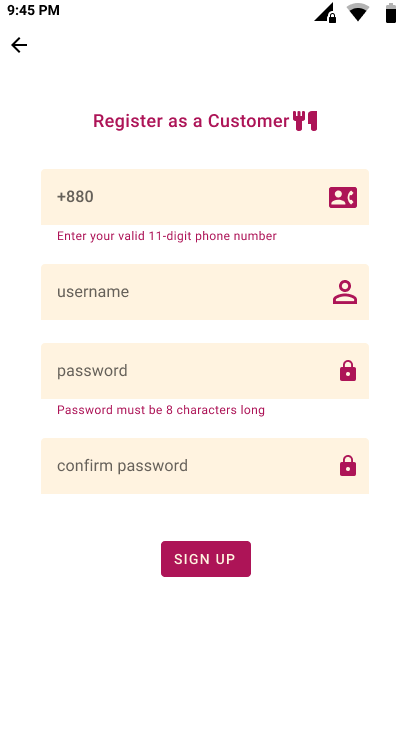 9:45 PM
Register as a Customer
+880
Enter your valid 11-digit phone number
username
password
Password must be 8 characters long
confirm password
SIGN UP